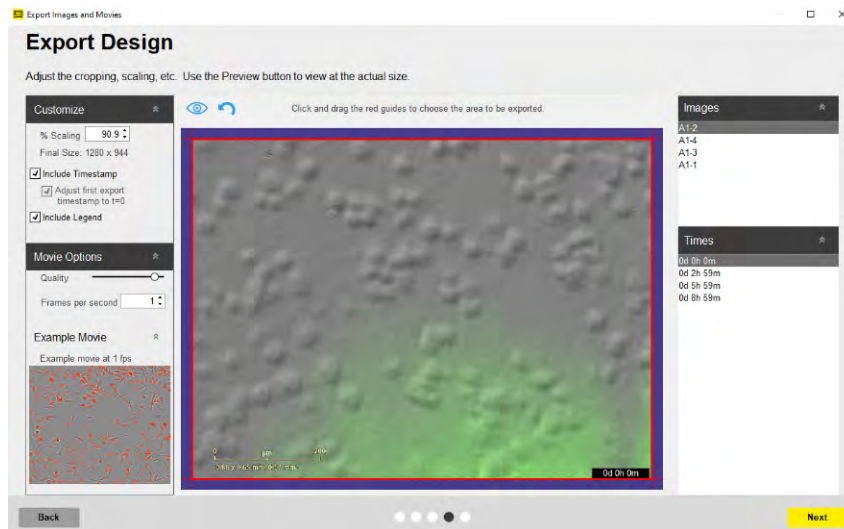 Export Images and Movies
Export Design
Adjust the cropping, scaling, etc. Use the Preview button to view at the actual size.
Customize
% Scaling 90.9
Final Size: 1280 x 944
Include Timestamp
Adjust first export
timestamp to t=0
Include Legend
Movie Options
Quality
Frames per second 1
Example Movie
Example movie at 1 fps
Click and drag the red guides to choose the area to be exported.
0 µm 200
0d 0h 0m
Images
A1-2
A1-4
A1-3
A1-1
Times
0d 0h 0m
0d 2h 59m
0d 5h 59m
0d 8h 59m
Back
Next